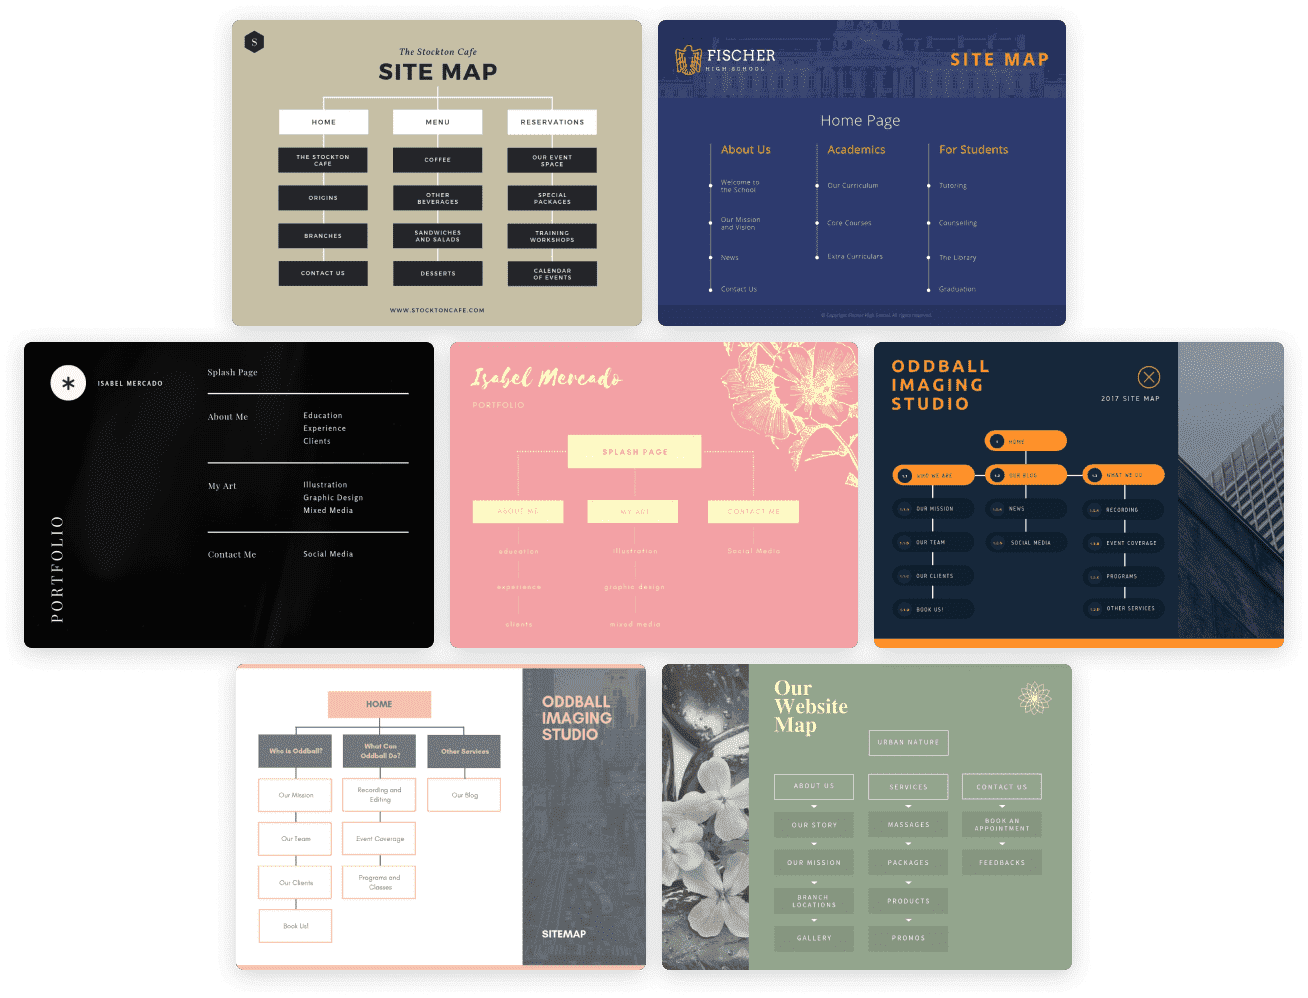 S
The Stockton Cafe
SITE MAP
HOME
MENU
RESERVATIONS
THE STOCKTON
CAFE
COFFEE
OUR EVENT
SPACE
ORIGINS
OTHER
BEVERAGES
SPECIAL
PACKAGES
BRANCHES
SANDWICHES
AND SALADS
TRAINING
WORKSHOPS
CONTACT US
DESSERTS
CALENDAR
OF EVENTS
WWW.STOCKTONCAFE.COM
FISCHER
HIGH SCHOOL
SITE MAP
Home Page
About Us
Academics
For Students
Welcome to
the School
Our Curriculum
Tutoring
Our Mission
and Vision
Core Courses
Counselling
News
Extra Curriculars
The Library
Contact Us
Graduation
© Copyright Fischer High School. All rights reserved.
ISABEL MERCADO
PORTFOLIO
Splash Page
About Me
Education
Experience
Clients
My Art
Illustration
Graphic Design
Mixed Media
Contact Me
Social Media
Isabel Mercado
PORTFOLIO
SPLASH PAGE
ABOUT ME
MY ART
CONTACT ME
education
illustration
Social Media
experience
graphic design
clients
mixed media
ODDBALL
IMAGING
STUDIO
2017 SITE MAP
HOME
WHO WE ARE
OUR BLOG
WHAT WE DO
OUR MISSION
NEWS
RECORDING
OUR TEAM
SOCIAL MEDIA
EVENT COVERAGE
OUR CLIENTS
PROGRAMS
BOOK US!
OTHER SERVICES
HOME
Who is Oddball?
What Can
Oddball Do?
Other Services
Our Mission
Recording and
Editing
Our Blog
Our Team
Event Coverage
Our Clients
Programs and
Classes
Book Us!
ODDBALL
IMAGING
STUDIO
SITEMAP
Our
Website
Map
URBAN NATURE
ABOUT US
SERVICES
CONTACT US
OUR STORY
MASSAGES
BOOK AN
APPOINTMENT
OUR MISSION
PACKAGES
FEEDBACKS
BRANCH
LOCATIONS
PRODUCTS
GALLERY
PROMOS